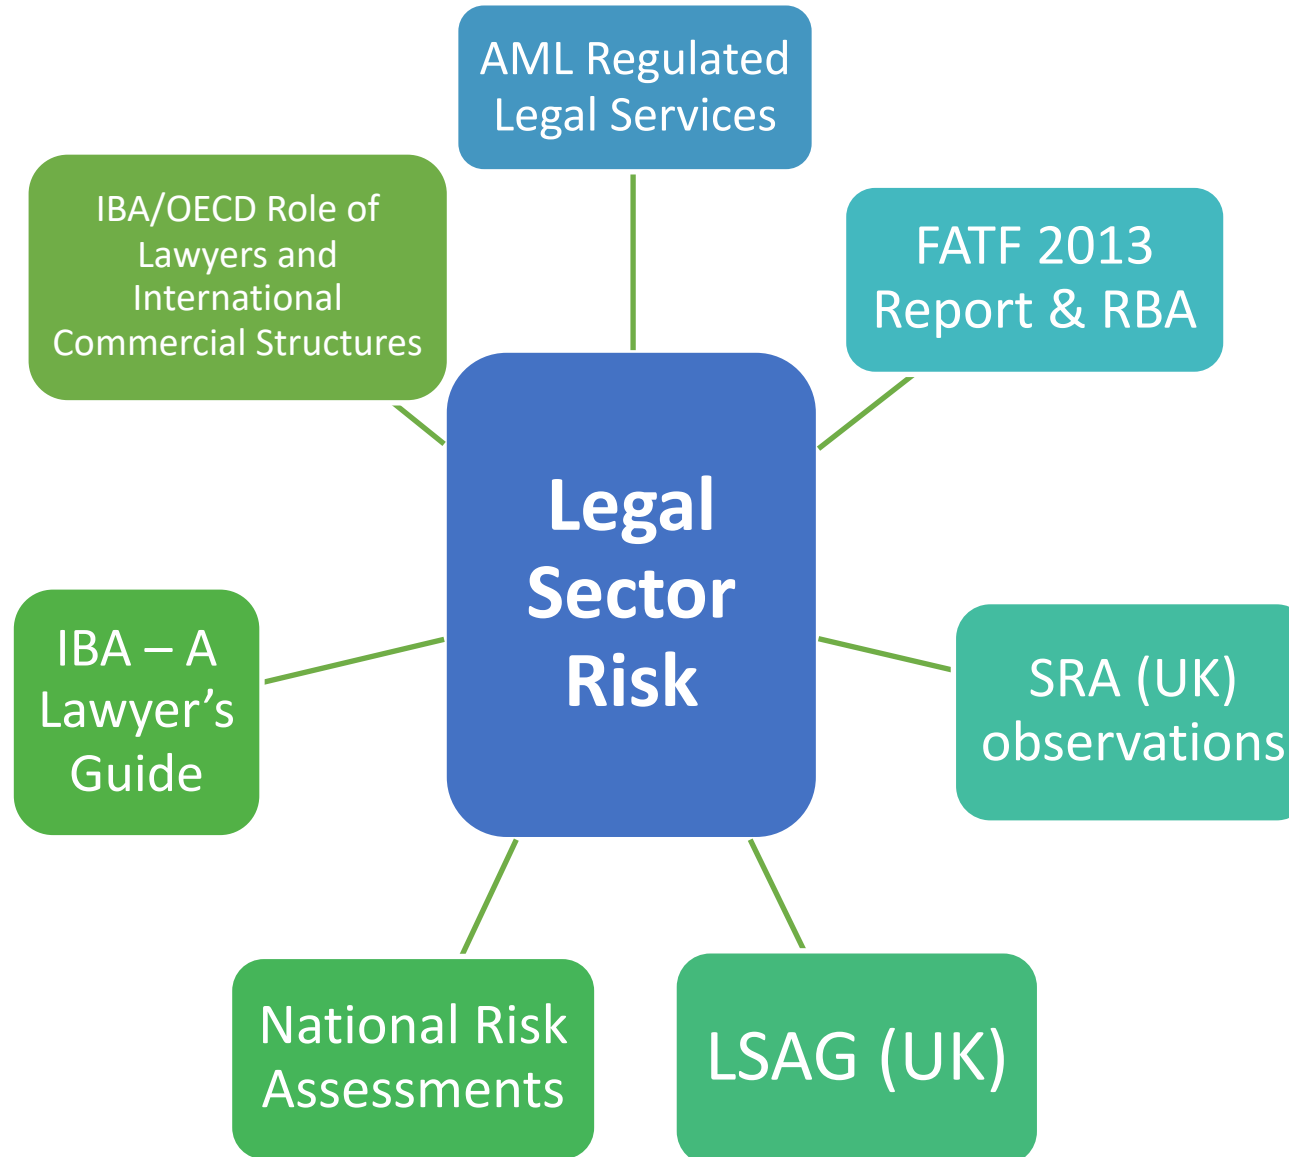 AML Regulated
Legal Services
IBA/OECD Role of
Lawyers and
International
Commercial Structures
FATF 2013
Report & RBA
Legal
Sector
Risk
IBA – A
Lawyer’s
Guide
SRA (UK)
observations
National Risk
Assessments
LSAG (UK)